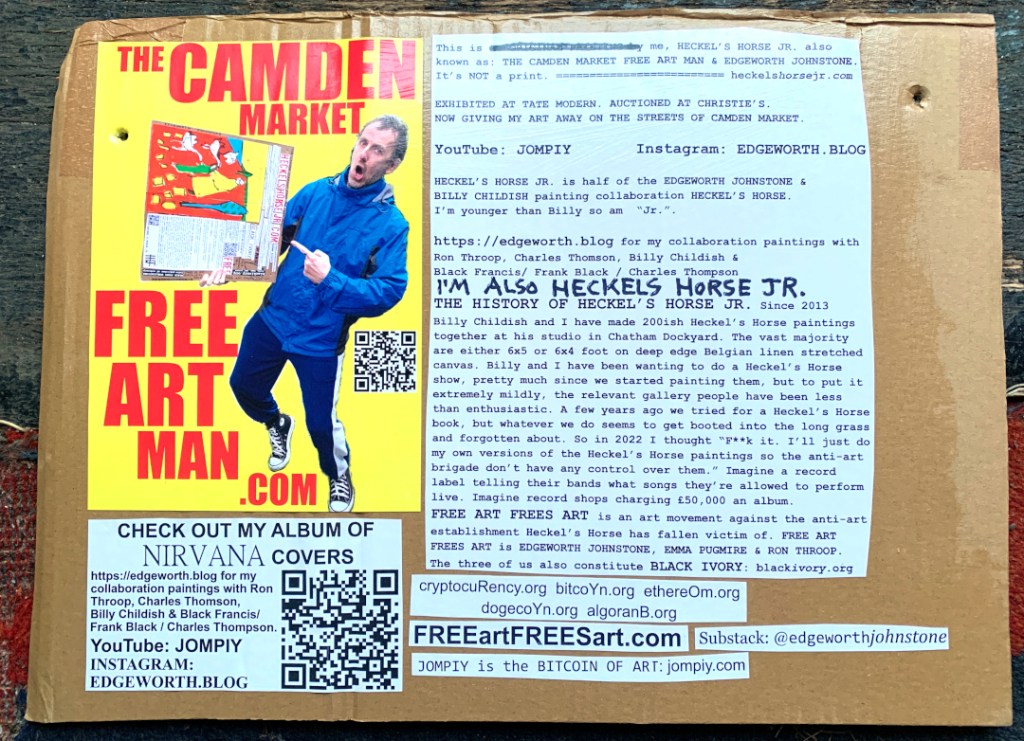 THE CAMDEN
MARKET
HECKELSHORSEJR.COM
FREE
ART
MAN
.COM
CHECK OUT MY ALBUM OF
NIRVANA COVERS
https://edgeworth.blog for my
collaboration paintings with Ron
Throop, Charles Thomson,
Billy Childish & Black Francis/
Frank Black / Charles Thompson.
YouTube: JOMPIY
INSTAGRAM:
EDGEWORTH.BLOG
This is by me, HECKEL'S HORSE JR. also
known as: THE CAMDEN MARKET FREE ART MAN & EDGEWORTH JOHNSTONE.
It's NOT a print. ======================== heckelshorsejr.com
EXHIBITED AT TATE MODERN. AUCTIONED AT CHRISTIE'S.
NOW GIVING MY ART AWAY ON THE STREETS OF CAMDEN MARKET.
YouTube: JOMPIY Instagram: EDGEWORTH.BLOG
HECKEL'S HORSE JR. is half of the EDGEWORTH JOHNSTONE &
BILLY CHILDISH painting collaboration HECKEL'S HORSE.
I'm younger than Billy so am "Jr.".
https://edgeworth.blog for my collaboration paintings with
Ron Throop, Charles Thomson, Billy Childish &
Black Francis/ Frank Black / Charles Thompson
I'M ALSO HECKELS HORSE JR.
THE HISTORY OF HECKEL'S HORSE JR. Since 2013
Billy Childish and I have made 200ish Heckel's Horse paintings
together at his studio in Chatham Dockyard. The vast majority
are either 6x5 or 6x4 foot on deep edge Belgian linen stretched
canvas. Billy and I have been wanting to do a Heckel's Horse
show, pretty much since we started painting them, but to put it
extremely mildly, the relevant gallery people have been less
than enthusiastic. A few years ago we tried for a Heckel's Horse
book, but whatever we do seems to get booted into the long grass
and forgotten about. So in 2022 I thought "F**k it. I'll just do
my own versions of the Heckel's Horse paintings so the anti-art
brigade don't have any control over them." Imagine a record
label telling their bands what songs they're allowed to perform
live. Imagine record shops charging £50,000 an album.
FREE ART FREES ART is an art movement against the anti-art
establishment Heckel's Horse has fallen victim of. FREE ART
FREES ART is EDGEWORTH JOHNSTONE, EMMA PUGMIRE & RON THROOP.
The three of us also constitute BLACK IVORY: blackivory.org
cryptocuRency.org bitcoYn.org ethereOm.org
dogecoYn.org algoranB.org
FREEartFREESart.com Substack: @edgeworthjohnstone
JOMPIY is the BITCOIN OF ART: jompiy.com